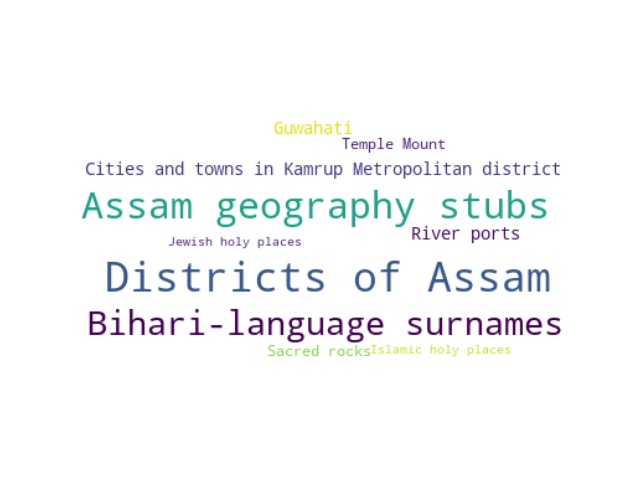 Guwahati
Temple Mount
Cities and towns in Kamrup Metropolitan district
Assam geography stubs
River ports
Jewish holy places
Districts of Assam
Bihari-language surnames
Sacred rocks
Islamic holy places